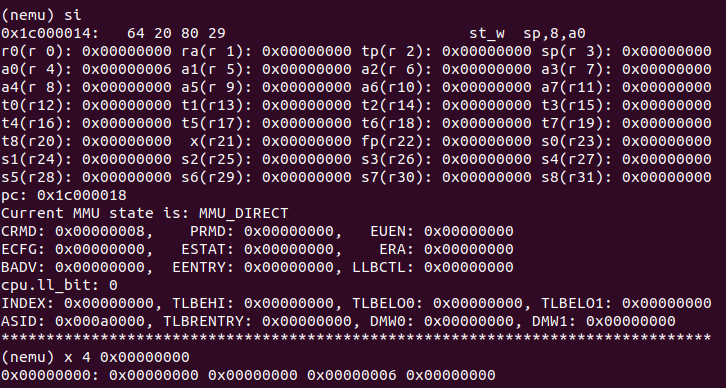 (nemu) si
0x1c000014:   64 20 80 29                               st_w  sp,8,a0
r0(r 0): 0x00000000 ra(r 1): 0x00000000 tp(r 2): 0x00000000 sp(r 3): 0x00000000
a0(r 4): 0x00000006 a1(r 5): 0x00000000 a2(r 6): 0x00000000 a3(r 7): 0x00000000
a4(r 8): 0x00000000 a5(r 9): 0x00000000 a6(r10): 0x00000000 a7(r11): 0x00000000
t0(r12): 0x00000000 t1(r13): 0x00000000 t2(r14): 0x00000000 t3(r15): 0x00000000
t4(r16): 0x00000000 t5(r17): 0x00000000 t6(r18): 0x00000000 t7(r19): 0x00000000
t8(r20): 0x00000000  x(r21): 0x00000000 fp(r22): 0x00000000 s0(r23): 0x00000000
s1(r24): 0x00000000 s2(r25): 0x00000000 s3(r26): 0x00000000 s4(r27): 0x00000000
s5(r28): 0x00000000 s6(r29): 0x00000000 s7(r30): 0x00000000 s8(r31): 0x00000000
pc: 0x1c000018
Current MMU state is: MMU_DIRECT
CRMD: 0x00000008,    PRMD: 0x00000000,   EUEN: 0x00000000
ECFG: 0x00000000,   ESTAT: 0x00000000,    ERA: 0x00000000
BADV: 0x00000000,  EENTRY: 0x00000000, LLBCTL: 0x00000000
cpu.ll_bit: 0
INDEX: 0x00000000, TLBEHI: 0x00000000, TLBELO0: 0x00000000, TLBELO1: 0x00000000
ASID: 0x000a0000, TLBRENTRY: 0x00000000, DMW0: 0x00000000, DMW1: 0x00000000
*******************************************************************************
(nemu) x 4 0x00000000
0x00000000: 0x00000000 0x00000000 0x00000006 0x00000000